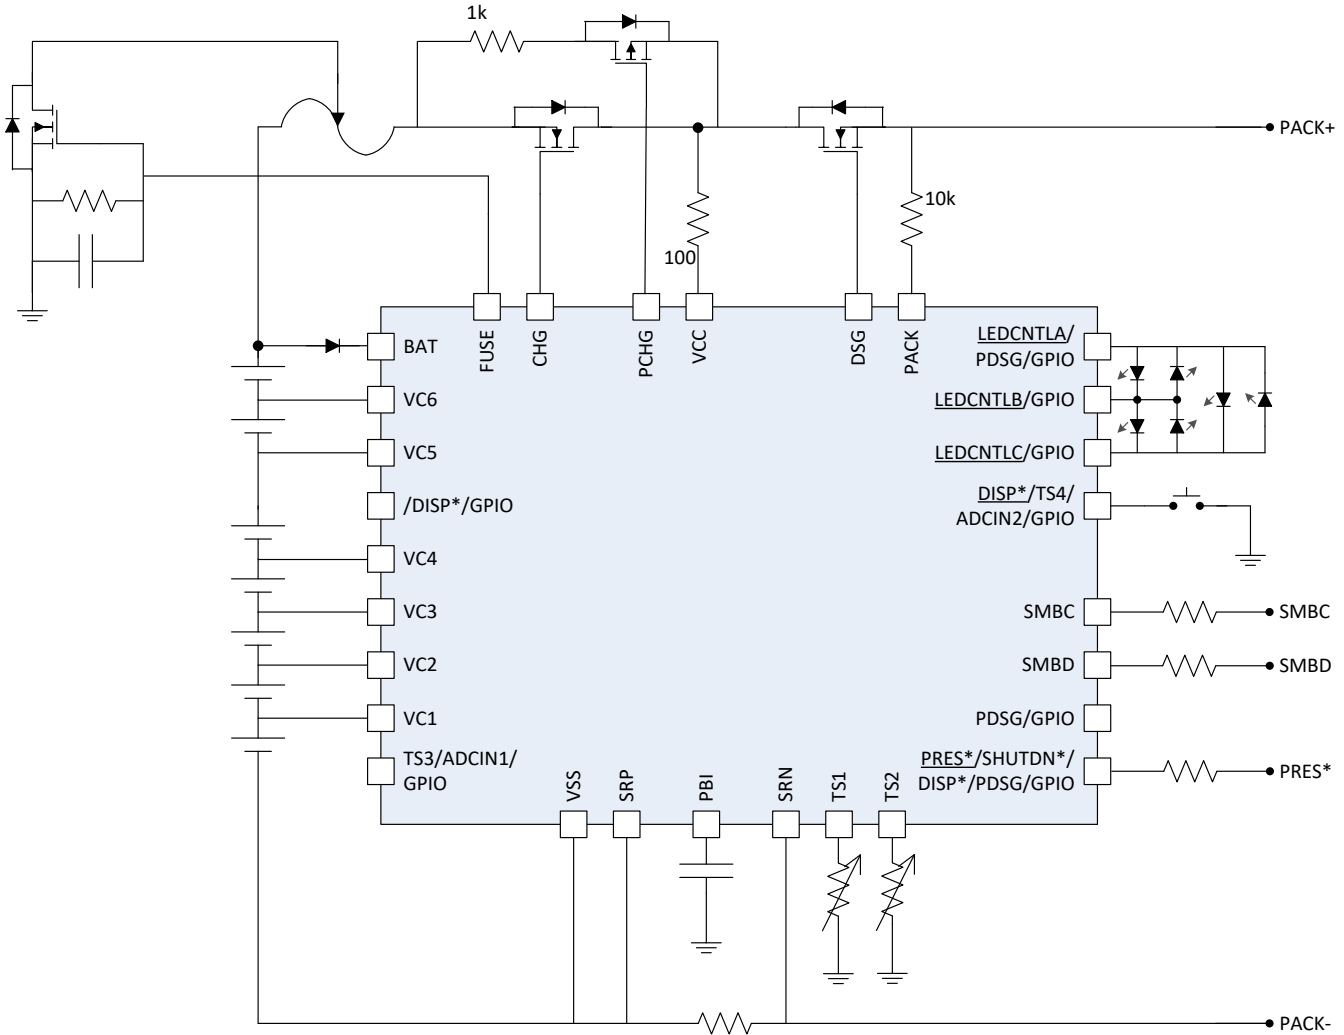 1k
PACK+
10k
100
FUSE
CHG
PCHG
VCC
DSG
PACK
BAT
VC6
VC5
/DISP*/GPIO
VC4
VC3
VC2
VC1
TS3/ADCIN1/
GPIO
LEDCNTLA/
PDSG/GPIO
LEDCNTLB/GPIO
LEDCNTLC/GPIO
DISP*/TS4/
ADCIN2/GPIO
SMBC
SMBC
SMBD
SMBD
PDSG/GPIO
PRES*/SHUTDN*/
DISP*/PDSG/GPIO
PRES*
VSS
SRP
PBI
SRN
TS1
TS2
PACK-